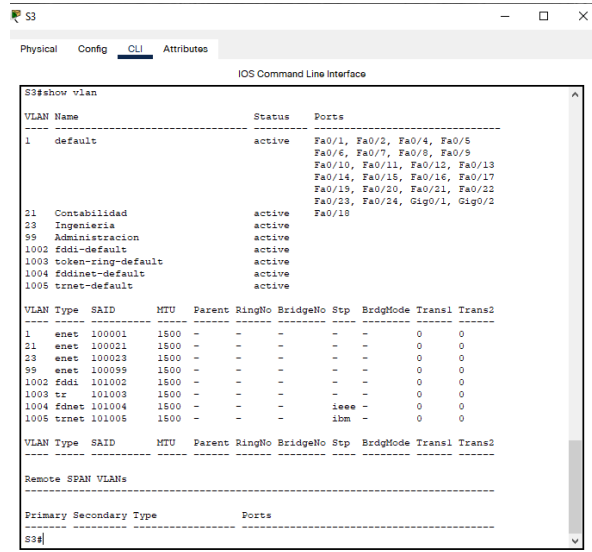 S3
Physical Config CLI Attributes
IOS Command Line Interface
S3#show vlan
VLAN Name Status Ports
---- -------------------------------- --------- -------------------------------
1 default active Fa0/1, Fa0/2, Fa0/4, Fa0/5
Fa0/6, Fa0/7, Fa0/8, Fa0/9
Fa0/10, Fa0/11, Fa0/12, Fa0/13
Fa0/14, Fa0/15, Fa0/16, Fa0/17
Fa0/19, Fa0/20, Fa0/21, Fa0/22
Fa0/23, Fa0/24, Gig0/1, Gig0/2
21 Contabilidad active Fa0/18
23 Ingenieria active
99 Administracion active
1002 fddi-default active
1003 token-ring-default active
1004 fddinet-default active
1005 trnet-default active
VLAN Type SAID MTU Parent RingNo BridgeNo Stp BrdgMode Trans1 Trans2
---- ----- ---------- ----- ------ ------ -------- ---- -------- ------ ------
1 enet 100001 1500 - - - - - 0 0
21 enet 100021 1500 - - - - - 0 0
23 enet 100023 1500 - - - - - 0 0
99 enet 100099 1500 - - - - - 0 0
1002 fddi 101002 1500 - - - - - 0 0
1003 tr 101003 1500 - - - - - 0 0
1004 fdnet 101004 1500 - - - ieee - 0 0
1005 trnet 101005 1500 - - - ibm - 0 0
VLAN Type SAID MTU Parent RingNo BridgeNo Stp BrdgMode Trans1 Trans2
---- ----- ---------- ----- ------ ------ -------- ---- -------- ------ ------
Remote SPAN VLANs
------------------------------------------------------------------------------
Primary Secondary Type Ports
------- --------- ----------------- ------------------------------------------
S3#